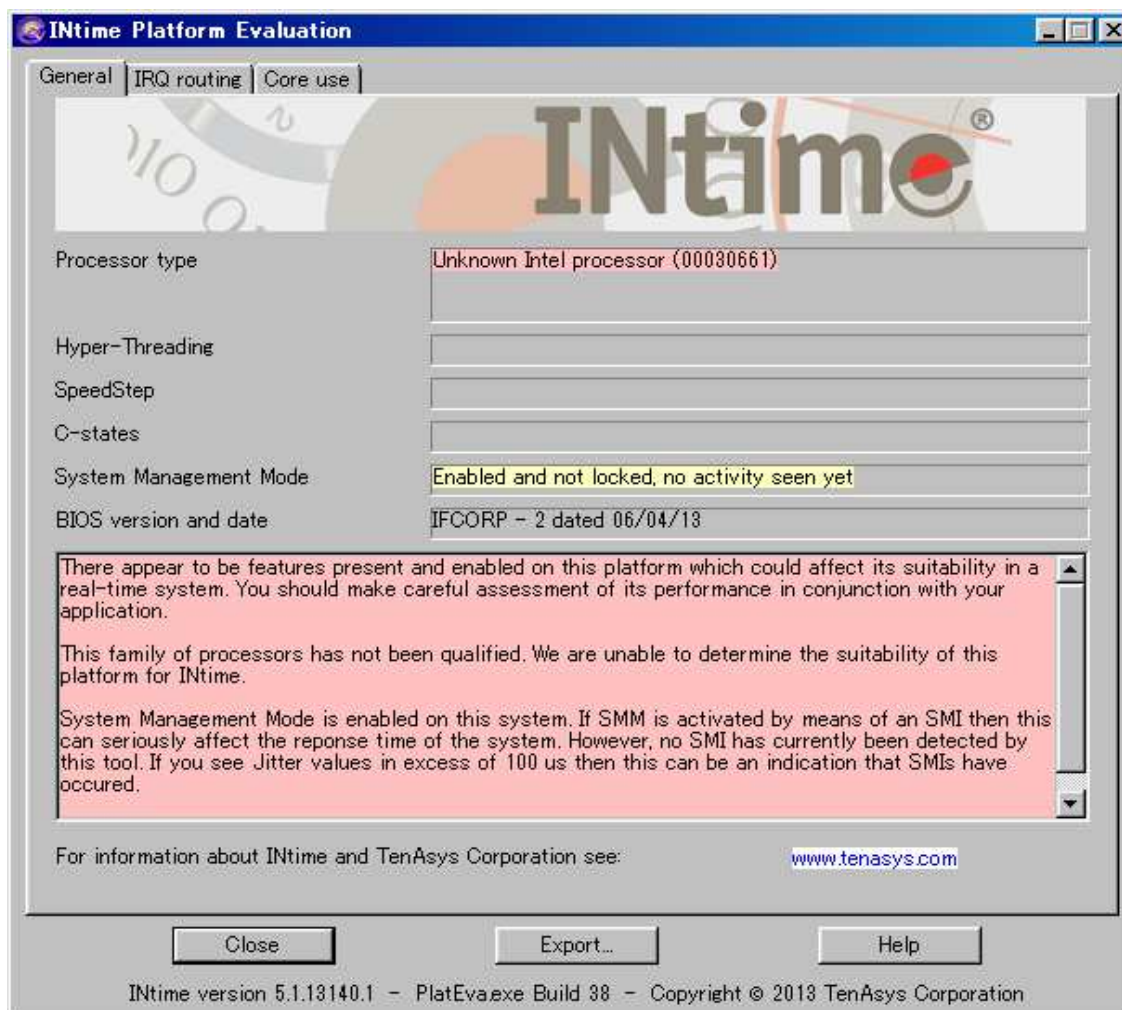 INtime Platform Evaluation
General IRQ routing Core use
INtime®
Processor type Unknown Intel processor (00030661)
Hyper-Threading
SpeedStep
C-states
System Management Mode Enabled and not locked, no activity seen yet
BIOS version and date IFCORP - 2 dated 06/04/13
There appear to be features present and enabled on this platform which could affect its suitability in a
real-time system. You should make careful assessment of its performance in conjunction with your
application.
This family of processors has not been qualified. We are unable to determine the suitability of this
platform for INtime.
System Management Mode is enabled on this system. If SMM is activated by means of an SMI then this
can seriously affect the reponse time of the system. However, no SMI has currently been detected by
this tool. If you see Jitter values in excess of 100 us then this can be an indication that SMIs have
occured.
For information about INtime and TenAsys Corporation see: www.tenasys.com
Close Export... Help
INtime version 5.1.13140.1 - PlatEva.exe Build 38 - Copyright © 2013 TenAsys Corporation